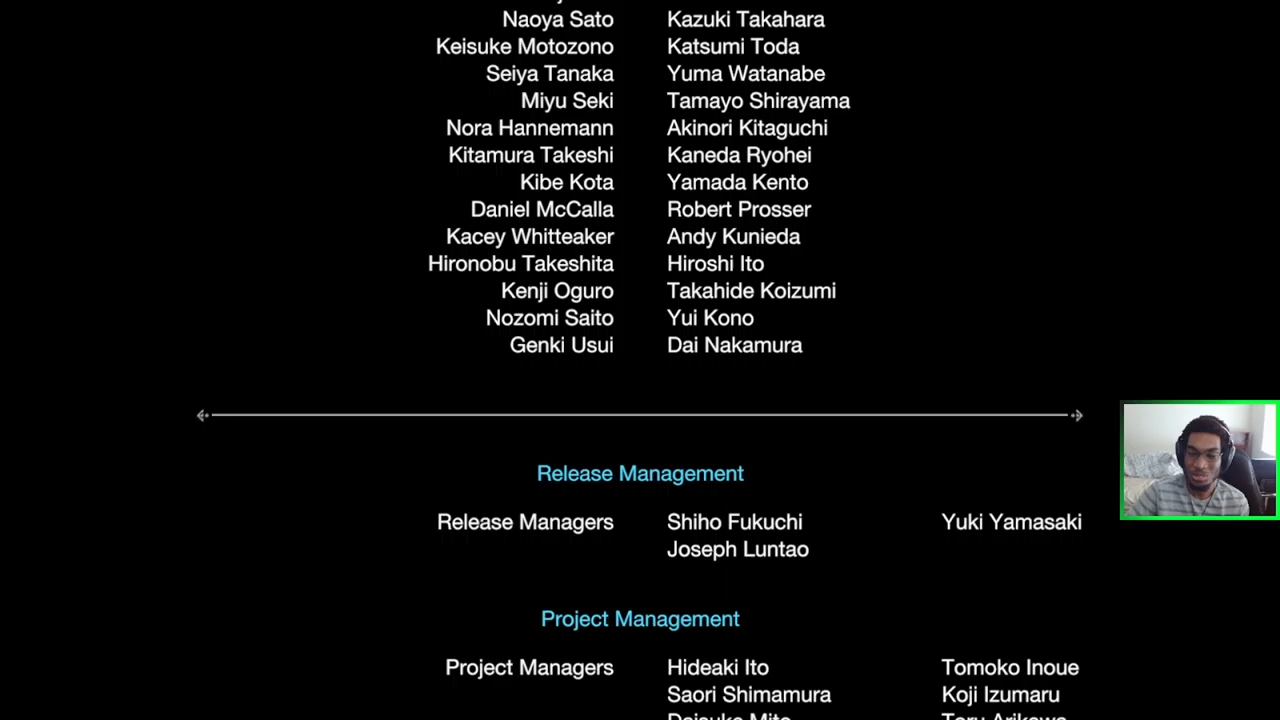 Naoya Sato Kazuki Takahara
Keisuke Motozono Katsumi Toda
Seiya Tanaka Yuma Watanabe
Miyu Seki Tamayo Shirayama
Nora Hannemann Akinori Kitaguchi
Kitamura Takeshi Kaneda Ryohei
Kibe Kota Yamada Kento
Daniel McCalla Robert Prosser
Kacey Whitteaker Andy Kunieda
Hironobu Takeshita Hiroshi Ito
Kenji Oguro Takahide Koizumi
Nozomi Saito Yui Kono
Genki Usui Dai Nakamura
Release Management
Release Managers Shiho Fukuchi Yuki Yamasaki
Joseph Luntao
Project Management
Project Managers Hideaki Ito Tomoko Inoue
Saori Shimamura Koji Izumaru